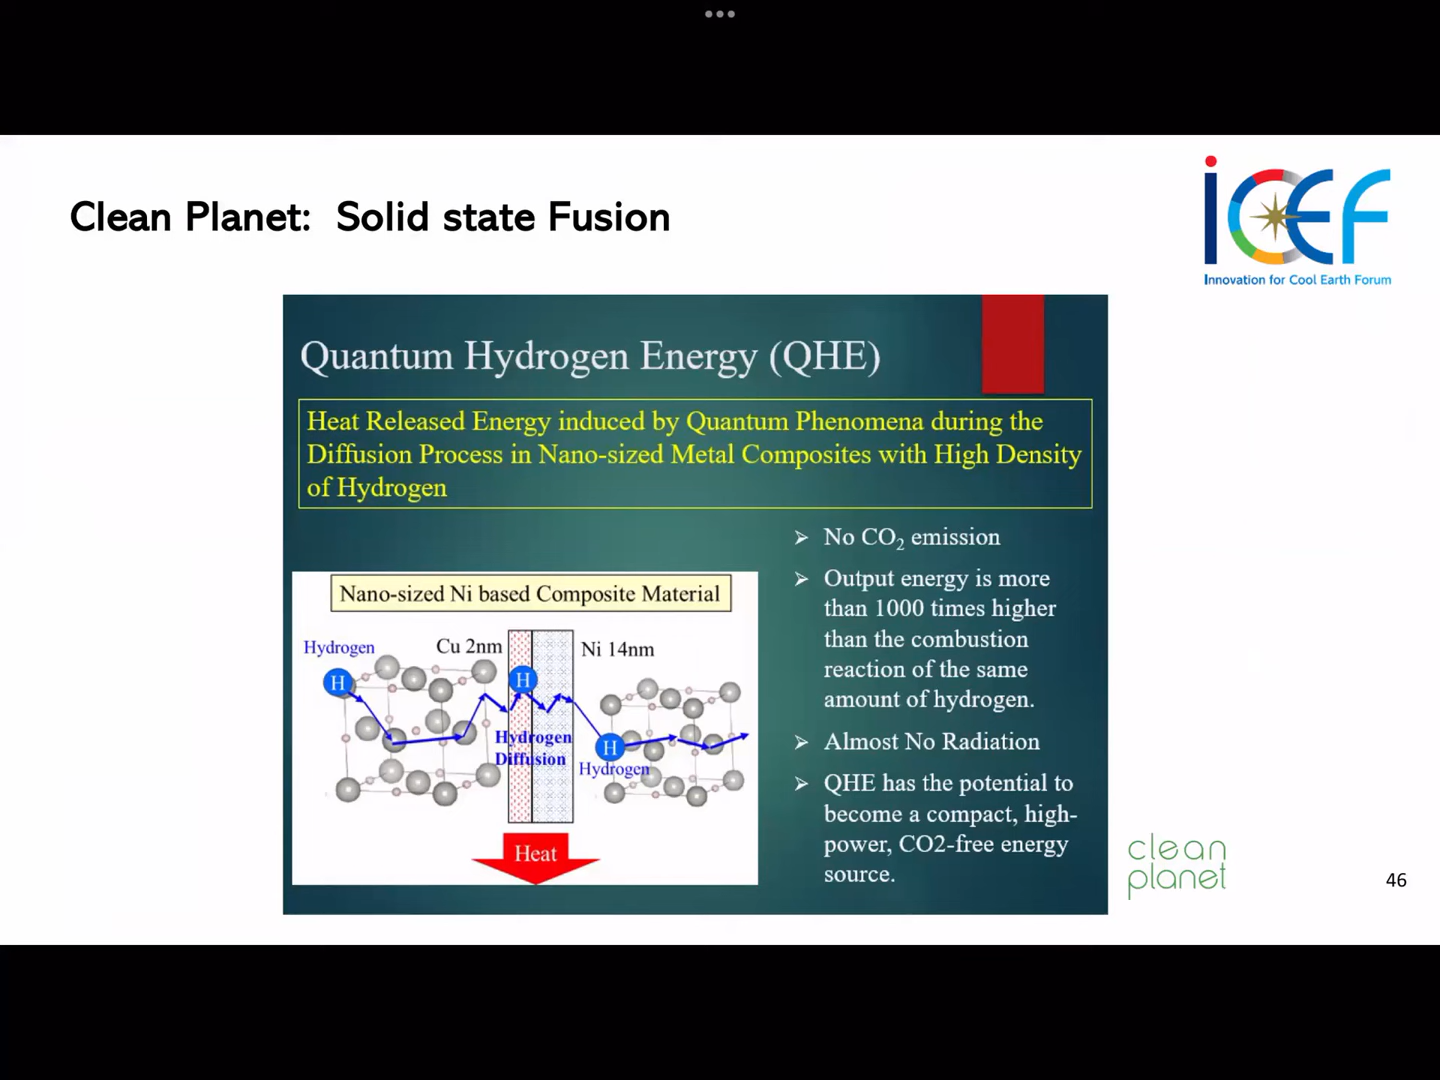 Clean Planet: Solid state Fusion
iCEF
Innovation for Cool Earth Forum
Quantum Hydrogen Energy (QHE)
Heat Released Energy induced by Quantum Phenomena during the
Diffusion Process in Nano-sized Metal Composites with High Density
of Hydrogen
Nano-sized Ni based Composite Material
Hydrogen
Cu 2nm
Ni 14nm
H
H
H
Hydrogen
Diffusion
Hydrogen
Heat
➢ No CO₂ emission
➢ Output energy is more
than 1000 times higher
than the combustion
reaction of the same
amount of hydrogen.
➢ Almost No Radiation
➢ QHE has the potential to
become a compact, high-
power, CO2-free energy
source.
clean
planet
46